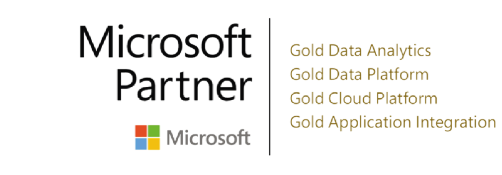 Microsoft
Partner
Microsoft
Gold Data Analytics
Gold Data Platform
Gold Cloud Platform
Gold Application Integration